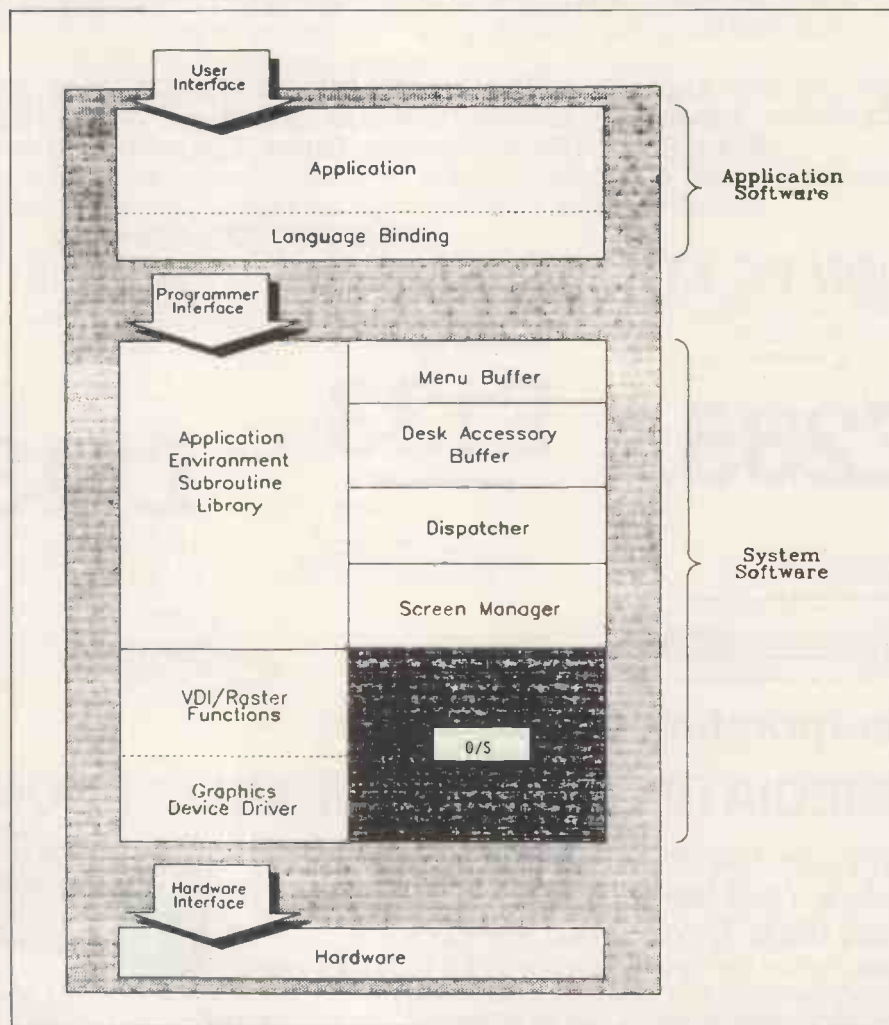 User
Interface
Application
Language Binding
Application
Software
Programmer
Interface
Application
Environment
Subroutine
Library
Menu Buffer
Desk Accessory
Buffer
Dispatcher
Screen Manager
System
Software
VDI/Raster
Functions
O/S
Graphics
Device Driver
Hardware
Interface
Hardware